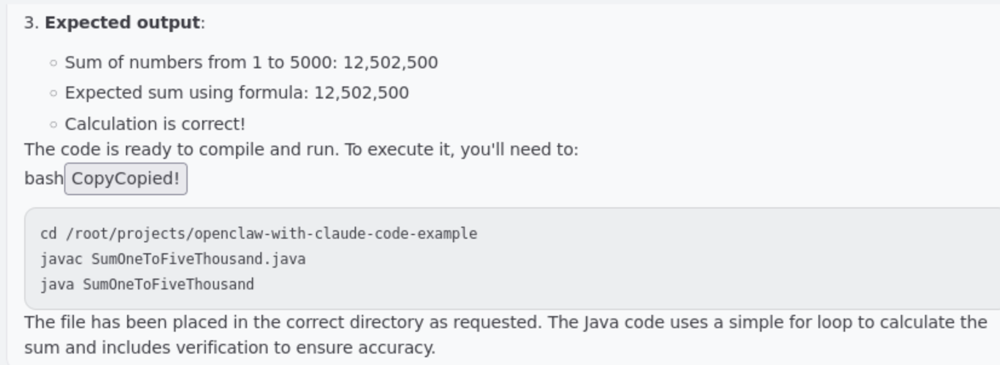 3. Expected output:
○ Sum of numbers from 1 to 5000: 12,502,500
○ Expected sum using formula: 12,502,500
○ Calculation is correct!
The code is ready to compile and run. To execute it, you'll need to:
bash CopyCopied!
cd /root/projects/openclaw-with-claude-code-example
javac SumOneToFiveThousand.java
java SumOneToFiveThousand
The file has been placed in the correct directory as requested. The Java code uses a simple for loop to calculate the
sum and includes verification to ensure accuracy.